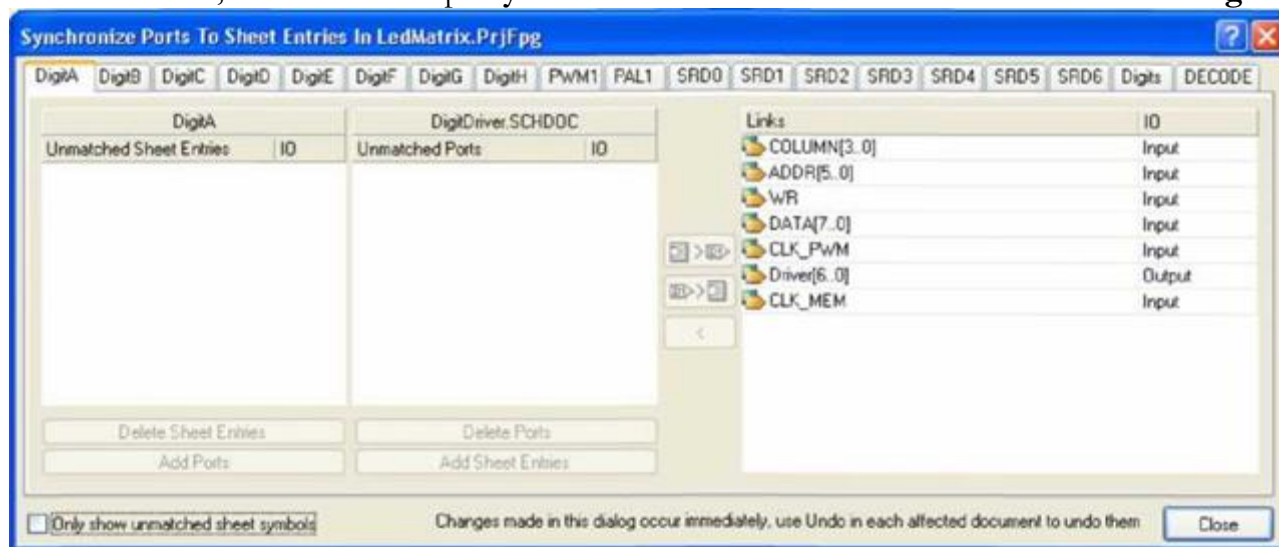 Synchronize Ports To Sheet Entries In LedMatrix.PrjFpg
DigitA DigitB DigitC DigitD DigitE DigitF DigitG DigitH PWM1 PAL1 SRD0 SRD1 SRD2 SRD3 SRD4 SRD5 SRD6 Digits DECODE
DigitA DigitDriver.SCHDOC Links IO
Unmatched Sheet Entries IO Unmatched Ports IO
COLUMN[3..0] Input
ADDR[5..0] Input
WR Input
DATA[7..0] Input
CLK_PWM Input
Driver[6..0] Output
CLK_MEM Input
<
Delete Sheet Entries Delete Ports
Add Ports Add Sheet Entries
Only show unmatched sheet symbols Changes made in this dialog occur immediately, use Undo in each affected document to undo them Close